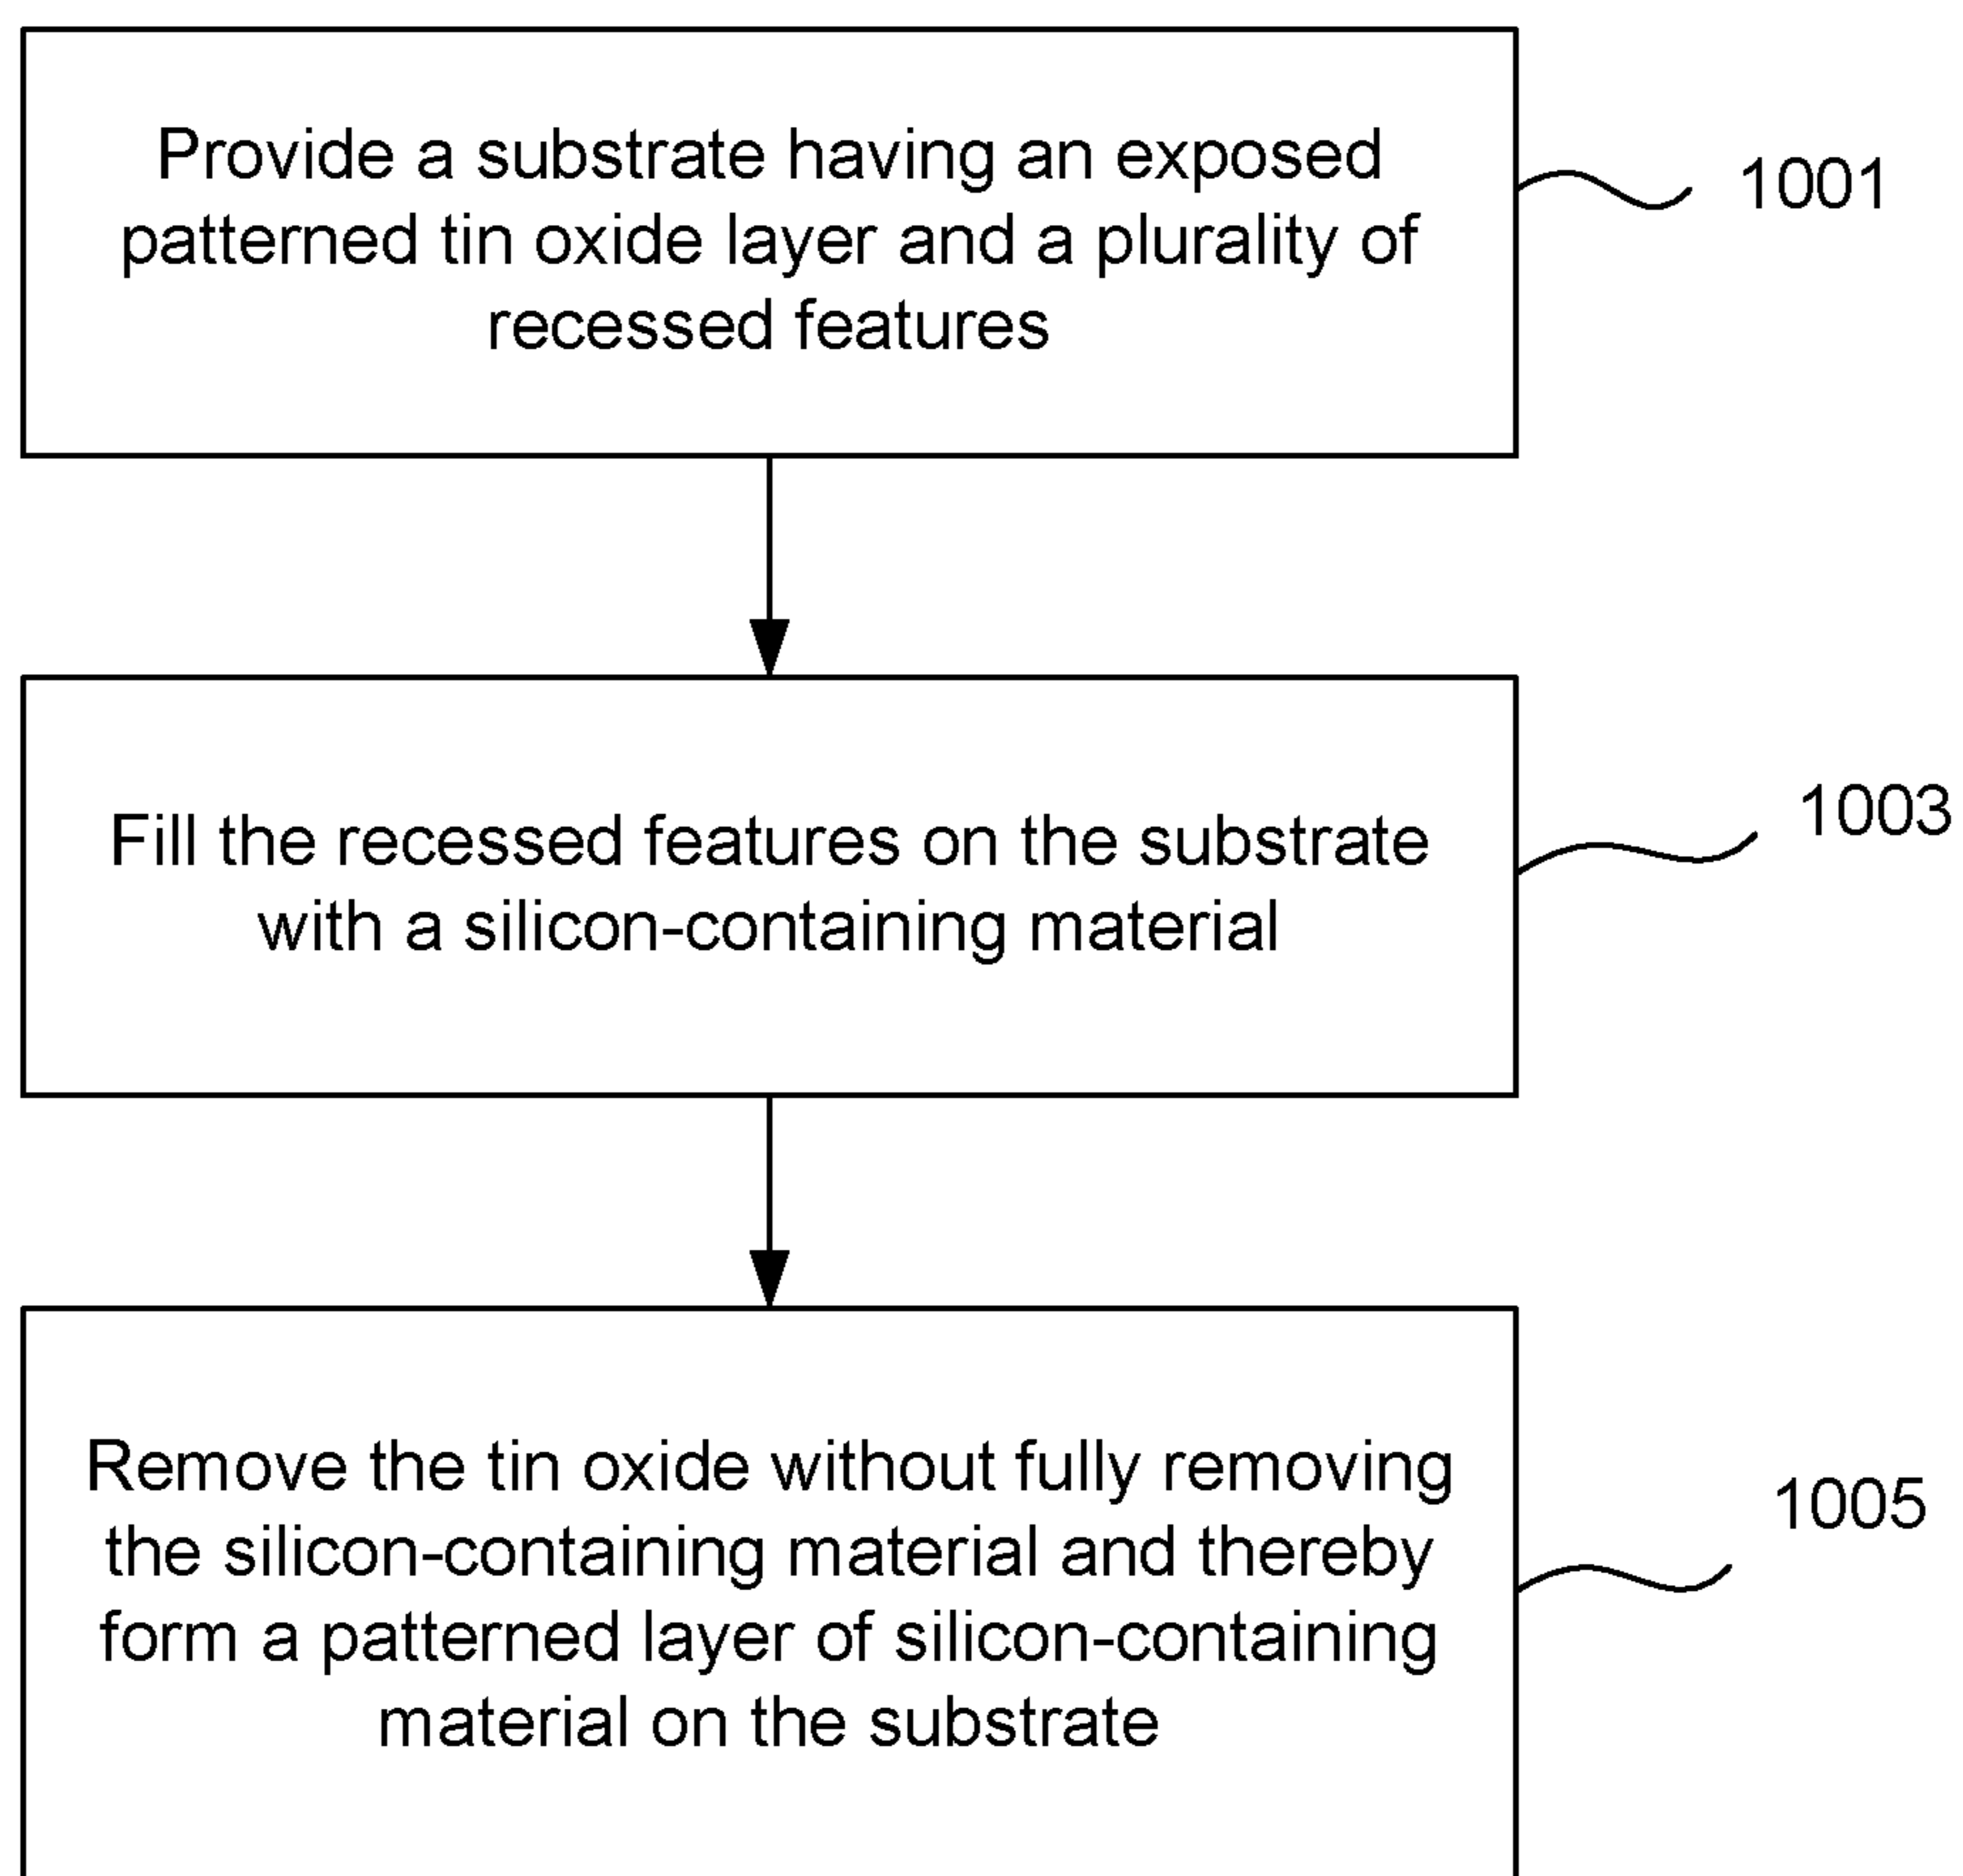 Provide a substrate having an exposed
patterned tin oxide layer and a plurality of
recessed features
1001
Fill the recessed features on the substrate
with a silicon-containing material
1003
Remove the tin oxide without fully removing
the silicon-containing material and thereby
form a patterned layer of silicon-containing
material on the substrate
1005